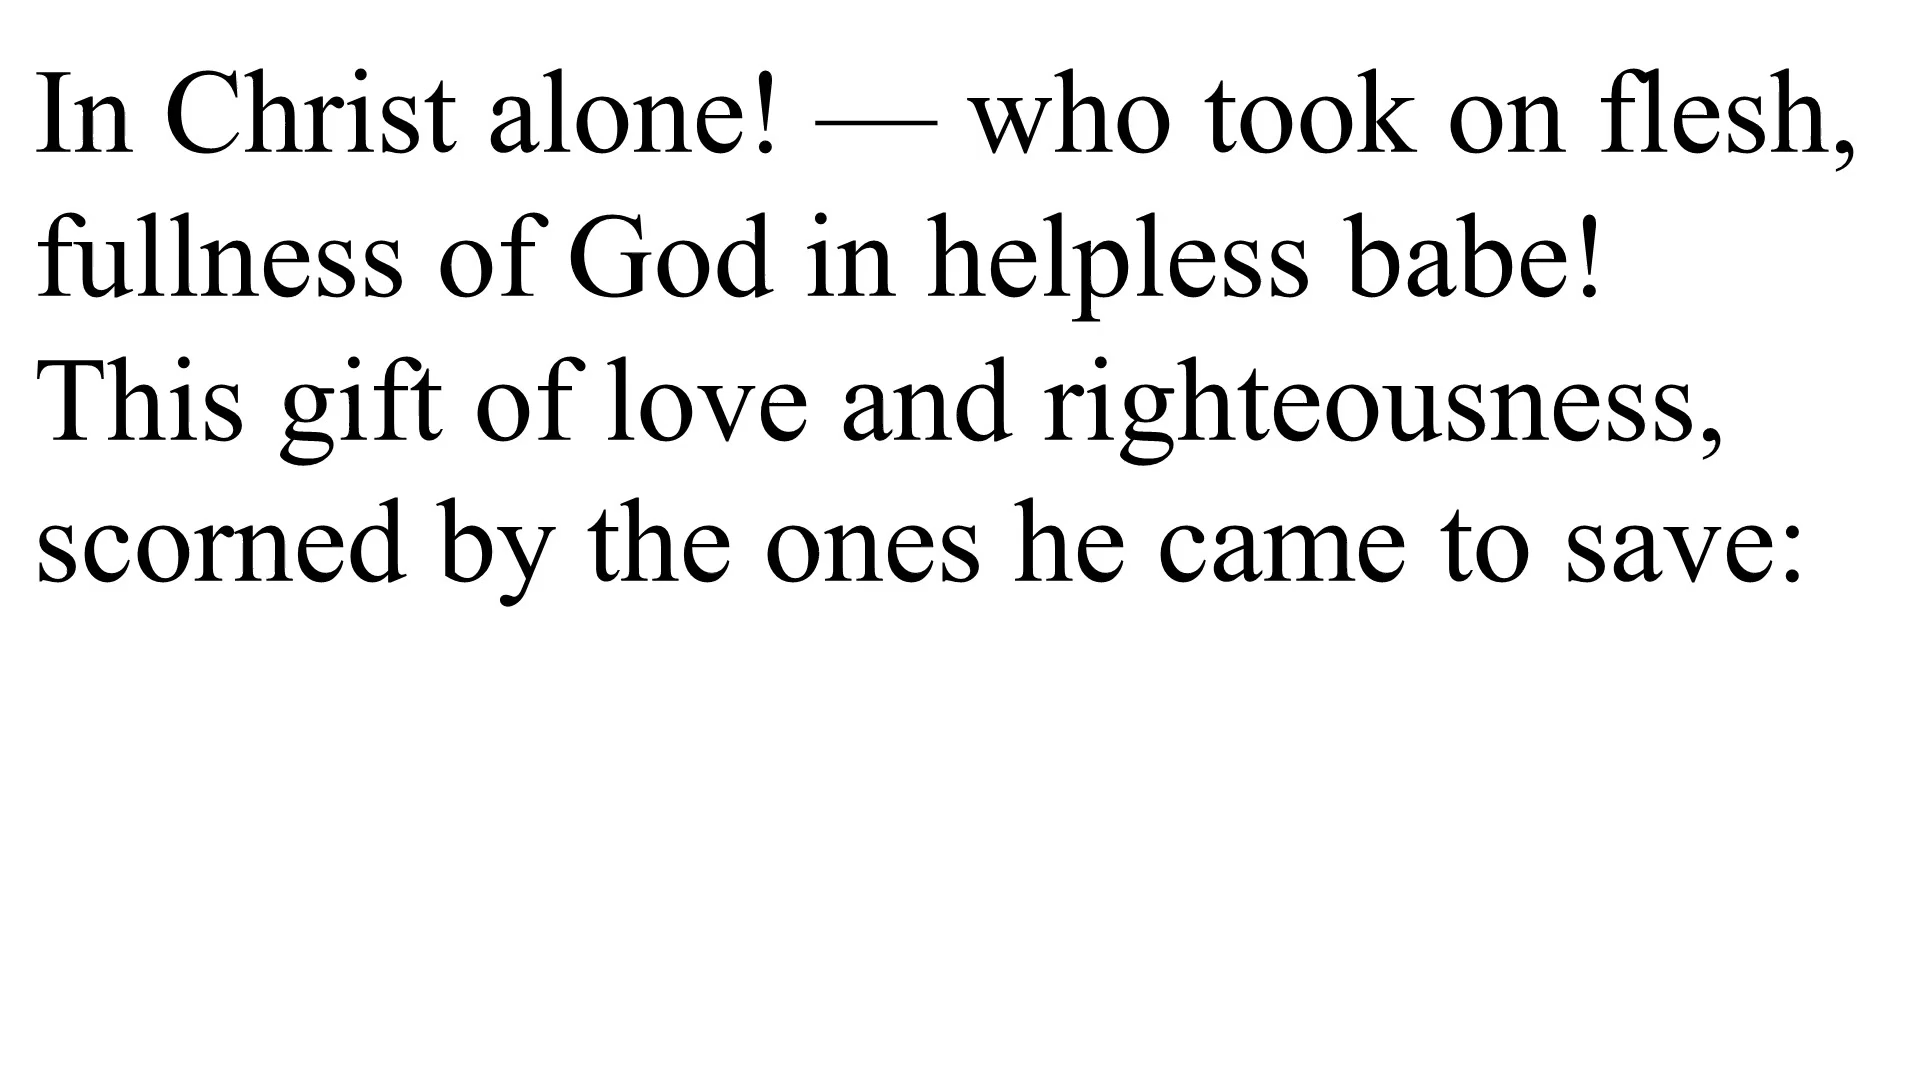 In Christ alone! — who took on flesh,
fullness of God in helpless babe!
This gift of love and righteousness,
scorned by the ones he came to save: